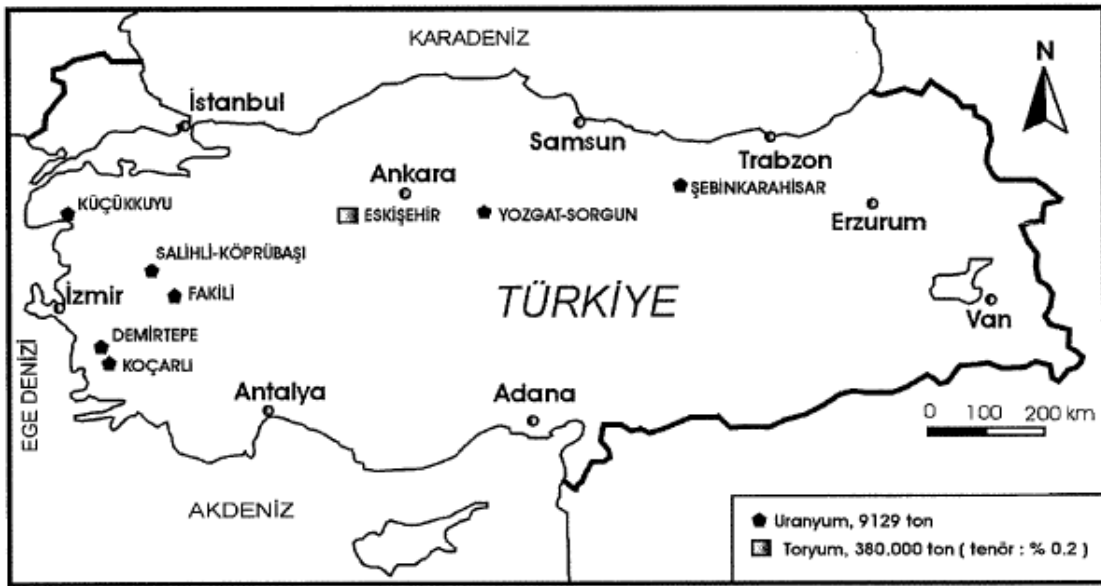 KARADENİZ
N
İstanbul
Samsun
Trabzon
Ankara
ŞEBİNKARAHİSAR
KÜÇÜKKUYU
ESKİŞEHİR
YOZGAT-SORGUN
Erzurum
SALİHLİ-KÖPRÜBAŞI
İzmir
FAKILI
TÜRKİYE
Van
DEMİRTEPE
KOÇARLI
EGE DENİZİ
Antalya
Adana
0 100 200 km
AKDENİZ
Uranyum, 9129 ton
Toryum, 380.000 ton ( tenör : % 0.2 )